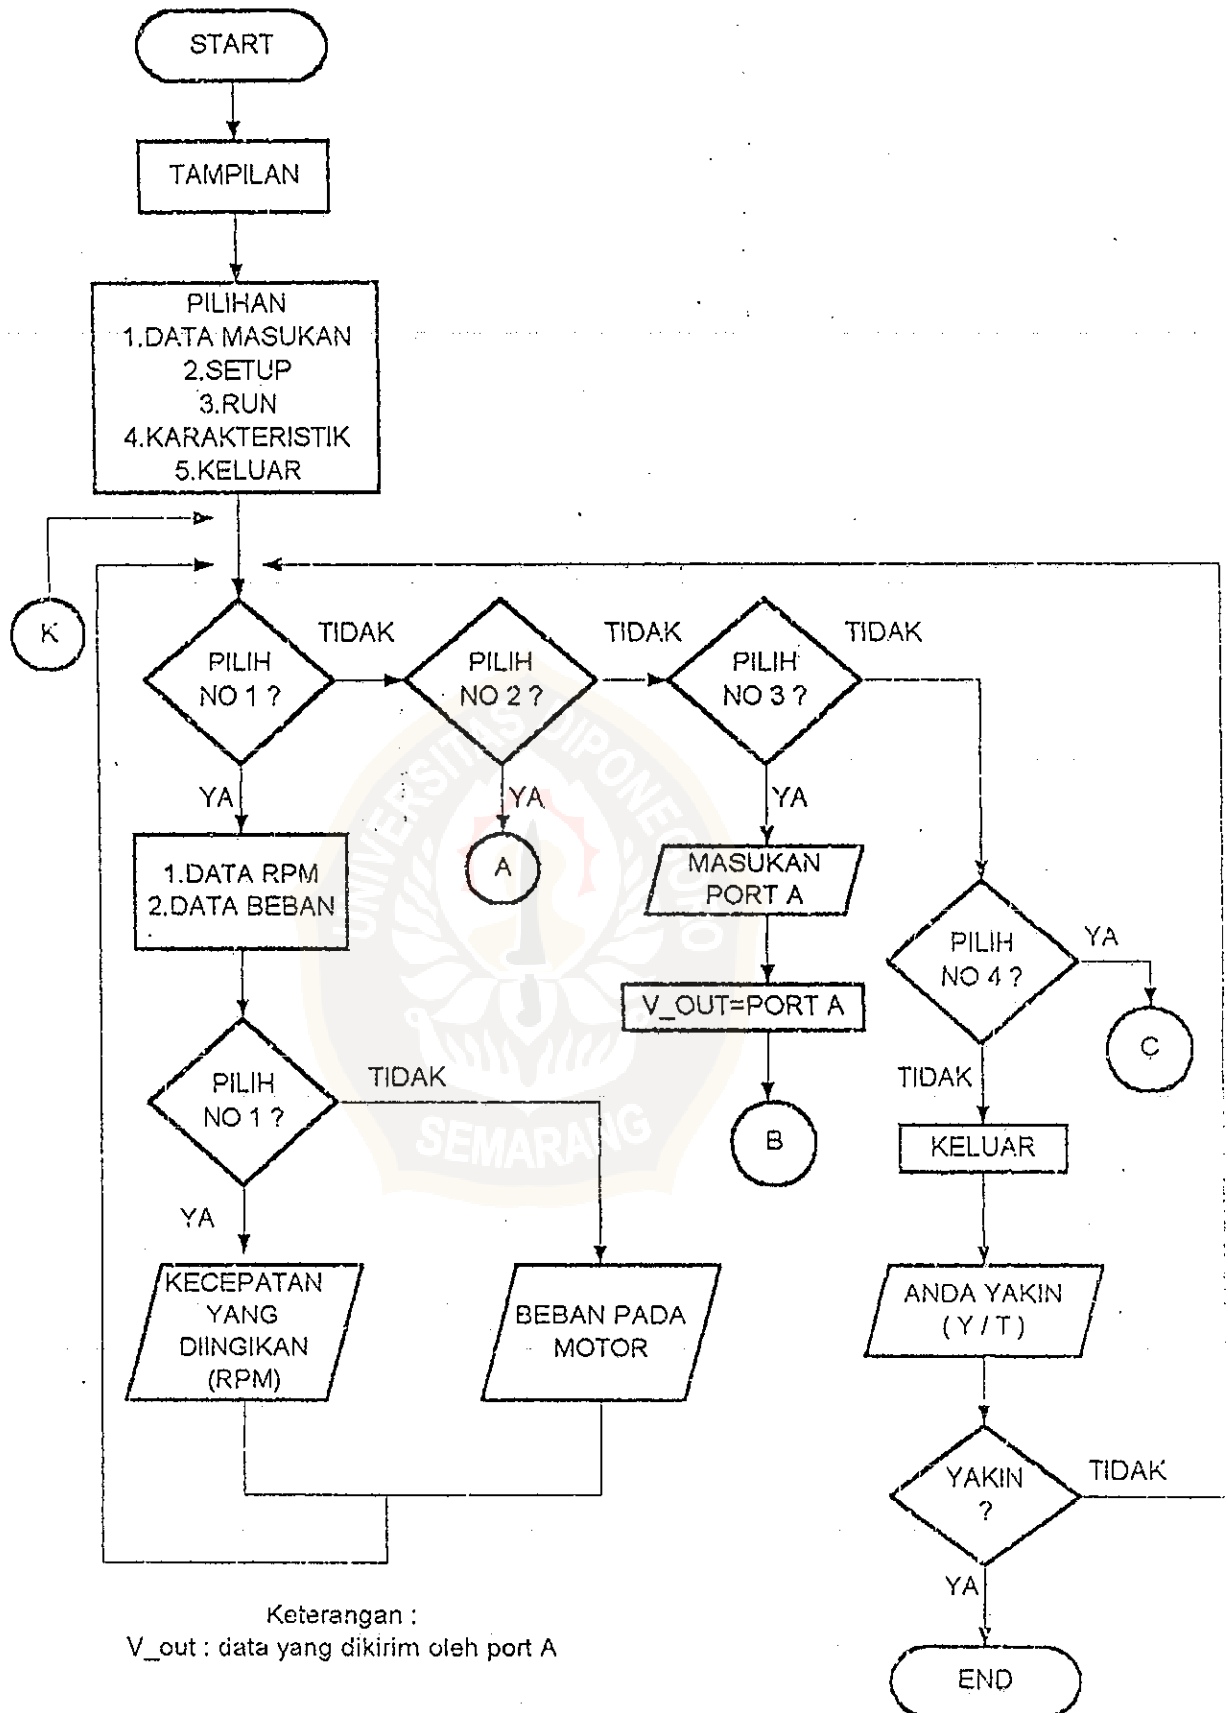 START
TAMPILAN
PILIHAN
1.DATA MASUKAN
2.SETUP
3.RUN
4.KARAKTERISTIK
5.KELUAR
K
PILIH
NO 1 ?
TIDAK
PILIH
NO 2 ?
TIDAK
PILIH
NO 3 ?
TIDAK
YA
YA
YA
1.DATA RPM
2.DATA BEBAN
A
MASUKAN
PORT A
V_OUT=PORT A
B
PILIH
NO 4 ?
YA
C
TIDAK
KELUAR
PILIH
NO 1 ?
TIDAK
YA
KECEPATAN
YANG
DIINGIKAN
(RPM)
BEBAN PADA
MOTOR
ANDA YAKIN
( Y / T )
YAKIN
?
TIDAK
YA
END
Keterangan :
V_out : data yang dikirim oleh port A
UNIVERSITAS DIPONEGORO
SEMARANG